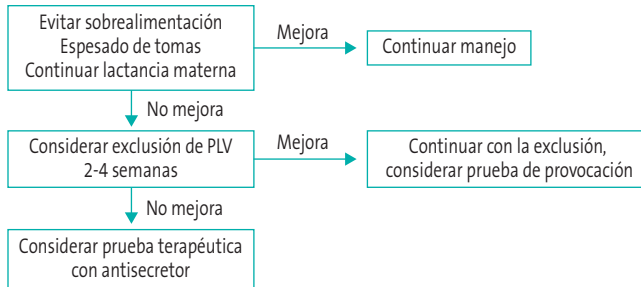 Evitar sobrealimentación
Espesado de tomas
Continuar lactancia materna
Mejora
Continuar manejo
No mejora
Considerar exclusión de PLV
2-4 semanas
Mejora
Continuar con la exclusión,
considerar prueba de provocación
No mejora
Considerar prueba terapéutica
con antisecretor